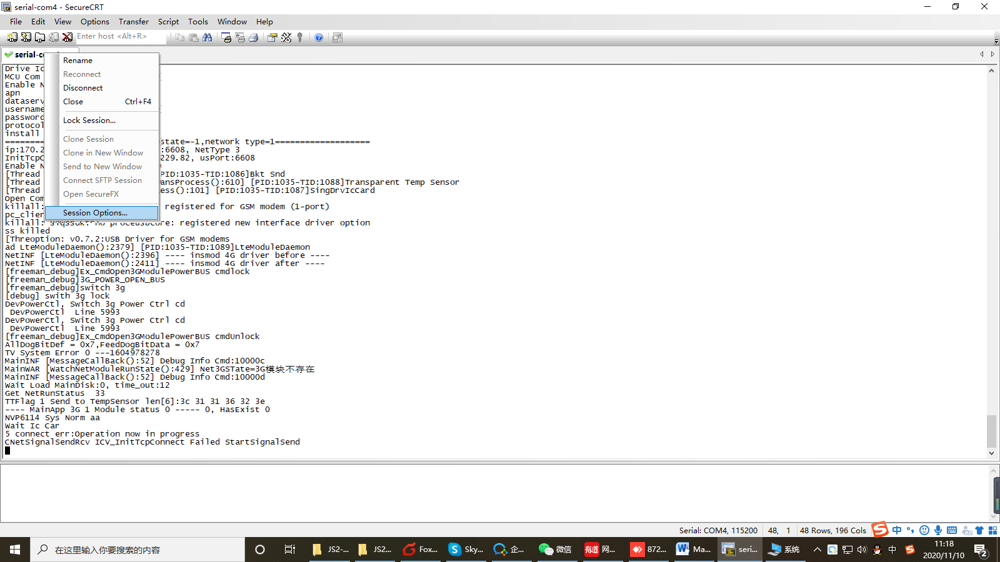 serial-com4 - SecureCRT
File Edit View Options Transfer Script Tools Window Help
Enter host <Alt+R>
serial-c
Rename
Reconnect
Disconnect
Close Ctrl+F4
Lock Session...
Clone Session
Clone in New Window
Send to New Window
Connect SFTP Session
Open SecureFX
Session Options...
Drive Ic
MCU Com
Enable N
apn
dataserv
username
password
protocol
install
========= state=-1,network type=1===================
ip:170.2 :6608, NetType 3
InitTcpC 229.82, usPort:6608
Enable N
[Thread PID:1035-TID:1086]Bkt Snd
[Thread ansProcess():610] [PID:1035-TID:1088]Transparent Temp Sensor
[Thread ess():101] [PID:1035-TID:1087]SingDrvIcCard
Open Com
killall: registered for GSM modem (1-port)
pc_clien
killall: registered new interface driver option
ss killed
[Threoption: v0.7.2:USB Driver for GSM modems
ad LteModuleDaemon():2379] [PID:1035-TID:1089]LteModuleDaemon
NetINF [LteModuleDaemon():2396] ---- insmod 4G driver before ----
NetINF [LteModuleDaemon():2411] ---- insmod 4G driver after ----
[freeman_debug]Ex_CmdOpen3GModulePowerBUS cmdlock
[freeman_debug]3G_POWER_OPEN_BUS
[freeman_debug]switch 3g
[debug] swith 3g lock
DevPowerCtl, Switch 3g Power Ctrl cd
DevPowerCtl Line 5993
DevPowerCtl, Switch 3g Power Ctrl cd
DevPowerCtl Line 5993
[freeman_debug]Ex_CmdOpen3GModulePowerBUS cmdUnlock
AllDogBitDef = 0x7,FeedDogBitData = 0x7
TV System Error 0 ---1604978278
MainINF [MessageCallBack():52] Debug Info Cmd:10000c
MainWAR [WatchNetModuleRunState():429] Net3GSTate=3G模块不存在
MainINF [MessageCallBack():52] Debug Info Cmd:10000d
Wait Load MainDisk:0, time_out:12
Get NetRunStatus 33
TTFlag 1 Send to TempSensor len[6]:3c 31 31 36 32 3e
---- MainApp 3G 1 Module status 0 ----- 0, HasExist 0
NVP6114 Sys Norm aa
Wait Ic Car
5 connect err:Operation now in progress
CNetSignalSendRcv ICV_InitTcpConnect Failed StartSignalSend
Serial: COM4, 115200 48, 1 48 Rows, 196 Cols
中
在这里输入你要搜索的内容
JS2-... JS2... Fox... Sky... 企... 微信 有道 网... 872... Ma... seri... 系统
中
11:18
2020/11/10
2